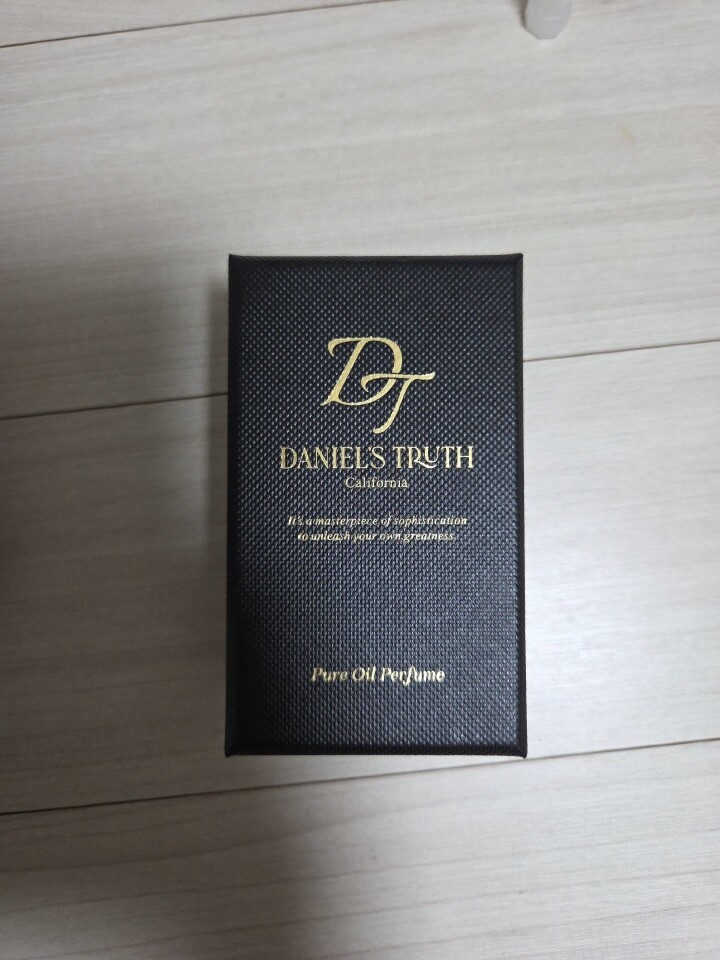 DT
DANIEL'S TRUTH
California
It's a masterpiece of sophistication
to unleash your own greatness.
Pure Oil Perfume